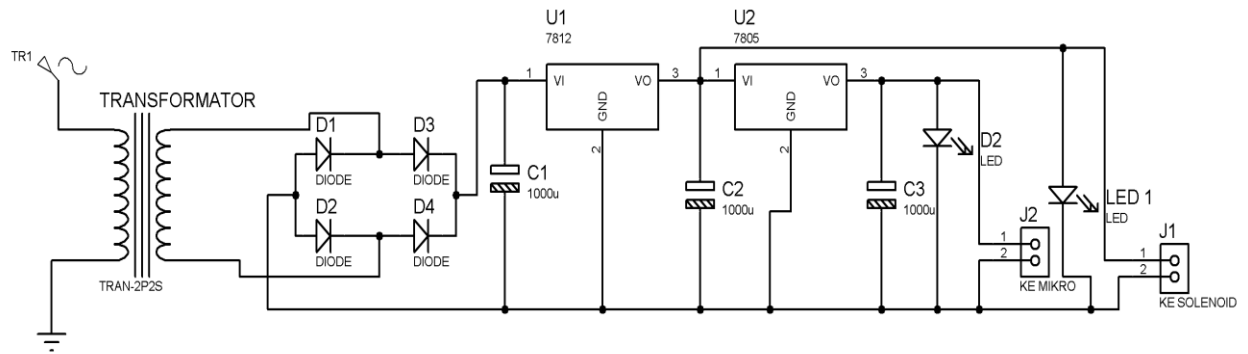 TR1
TRANSFORMATOR
TRAN-2P2S
D1
DIODE
D3
DIODE
D2
DIODE
D4
DIODE
C1
1000u
U1
7812
1
VI
VO
3
GND
2
C2
1000u
U2
7805
1
VI
VO
3
GND
2
C3
1000u
D2
LED
LED 1
LED
J2
1
2
KE MIKRO
J1
1
2
KE SOLENOID